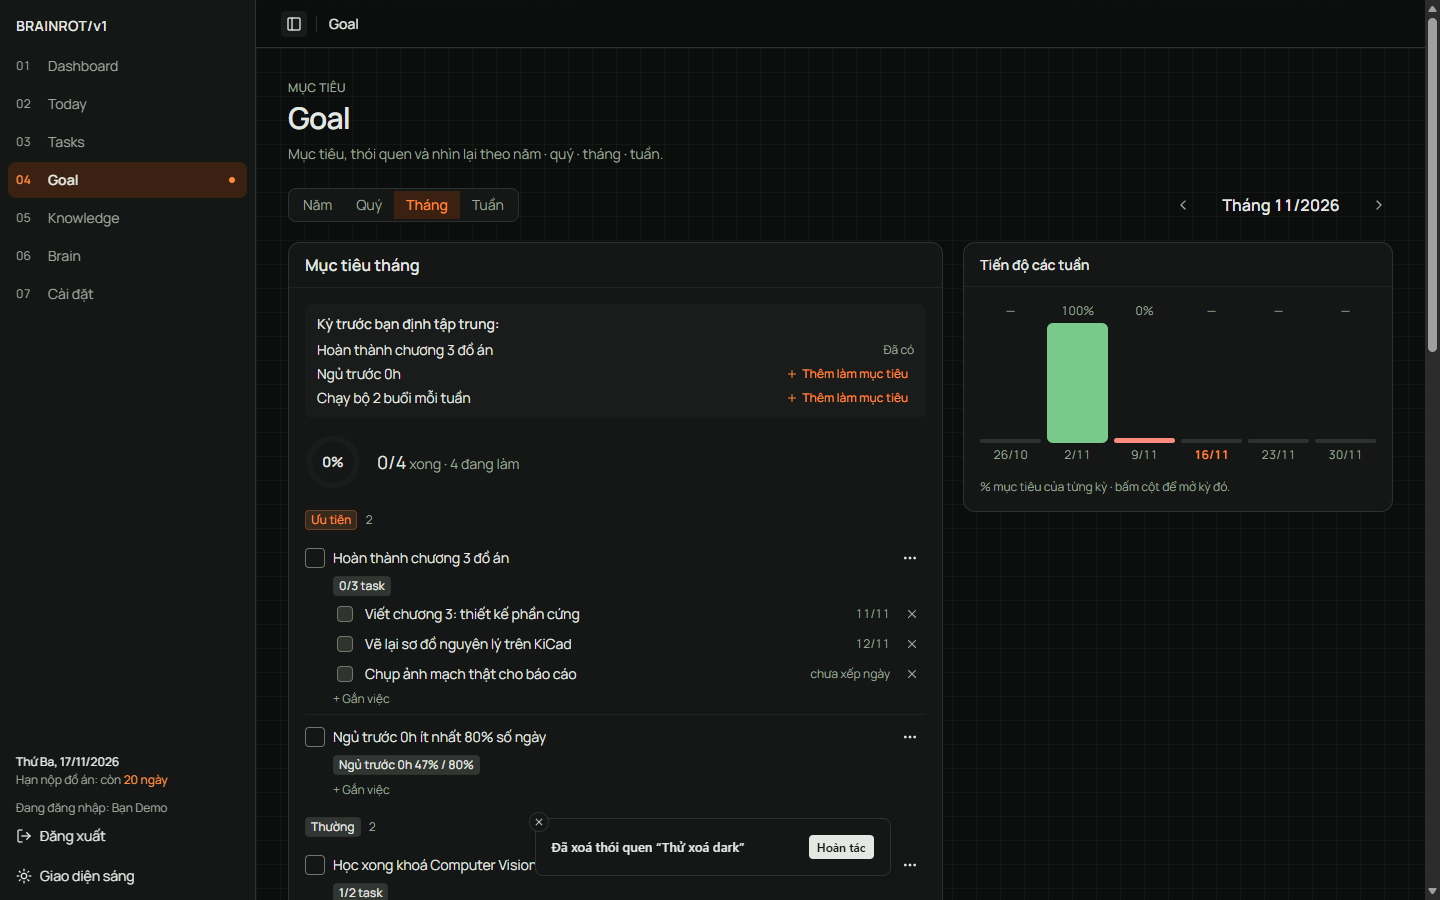 BRAINROT/v1
01 Dashboard
02 Today
03 Tasks
04 Goal
05 Knowledge
06 Brain
07 Cài đặt
Thứ Ba, 17/11/2026
Hạn nộp đồ án: còn 20 ngày
Đang đăng nhập: Bạn Demo
Đăng xuất
Giao diện sáng
Goal
MỤC TIÊU
Goal
Mục tiêu, thói quen và nhìn lại theo năm · quý · tháng · tuần.
Năm Quý Tháng Tuần
Tháng 11/2026
Mục tiêu tháng
Kỳ trước bạn định tập trung:
Hoàn thành chương 3 đồ án Đã có
Ngủ trước 0h + Thêm làm mục tiêu
Chạy bộ 2 buổi mỗi tuần + Thêm làm mục tiêu
0% 0/4 xong · 4 đang làm
Ưu tiên 2
Hoàn thành chương 3 đồ án
0/3 task
Viết chương 3: thiết kế phần cứng 11/11
Vẽ lại sơ đồ nguyên lý trên KiCad 12/11
Chụp ảnh mạch thật cho báo cáo chưa xếp ngày
+ Gắn việc
Ngủ trước 0h ít nhất 80% số ngày
Ngủ trước 0h 47% / 80%
+ Gắn việc
Thường 2
Học xong khoá Computer Vision
1/2 task
Đã xoá thói quen “Thử xoá dark” Hoàn tác
Tiến độ các tuần
– 100% 0% – – –
26/10 2/11 9/11 16/11 23/11 30/11
% mục tiêu của từng kỳ · bấm cột để mở kỳ đó.